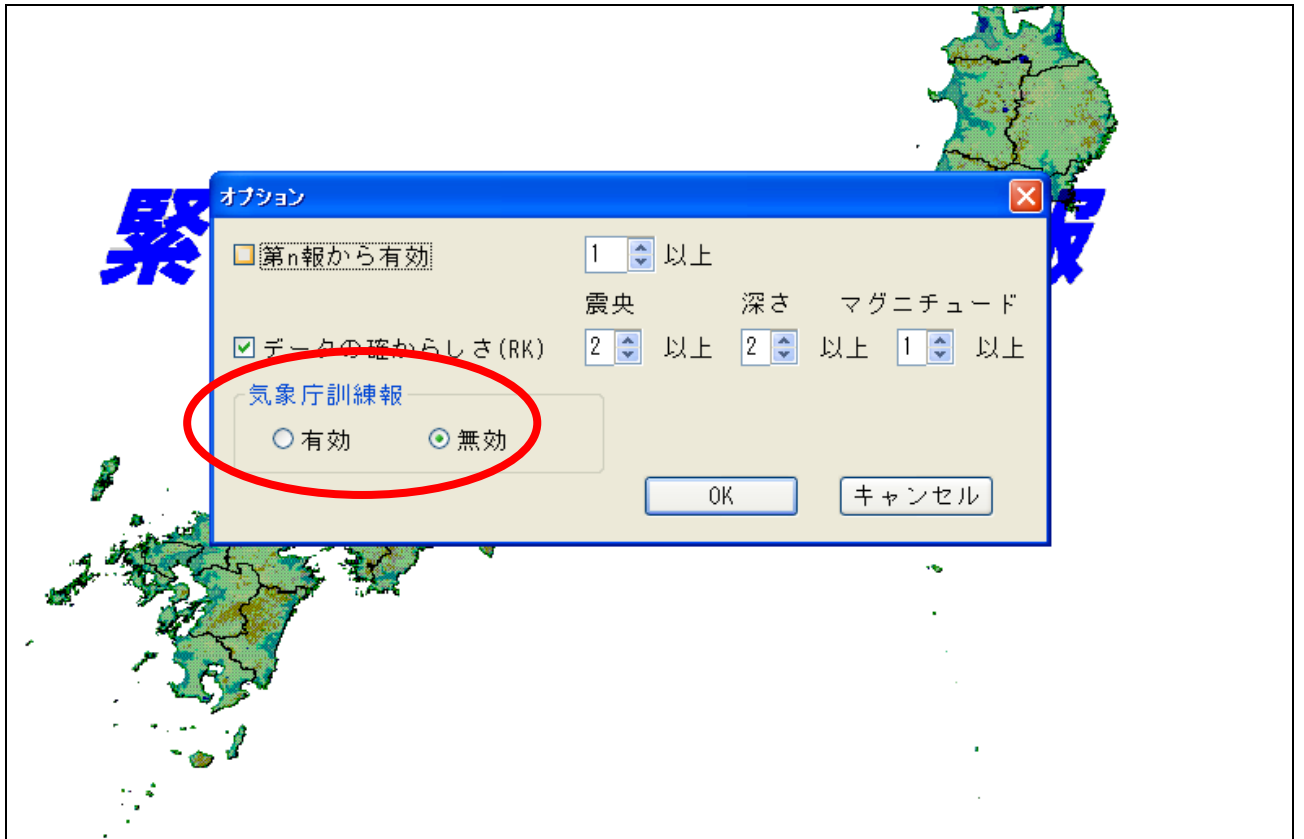 オプション
緊 報
第n報から有効 1 以上
震央 深さ マグニチュード
データの確からしさ(RK) 2 以上 2 以上 1 以上
気象庁訓練報
有効 無効
OK キャンセル